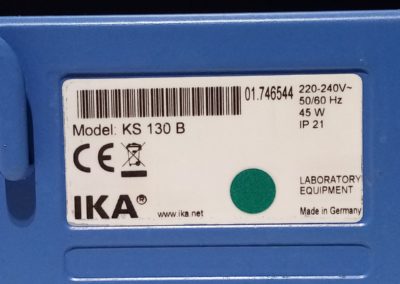 01.746544
220-240V~
50/60 Hz
45 W
IP 21
Model: KS 130 B
CE
LABORATORY
EQUIPMENT
IKA®
www.ika.net
Made in Germany